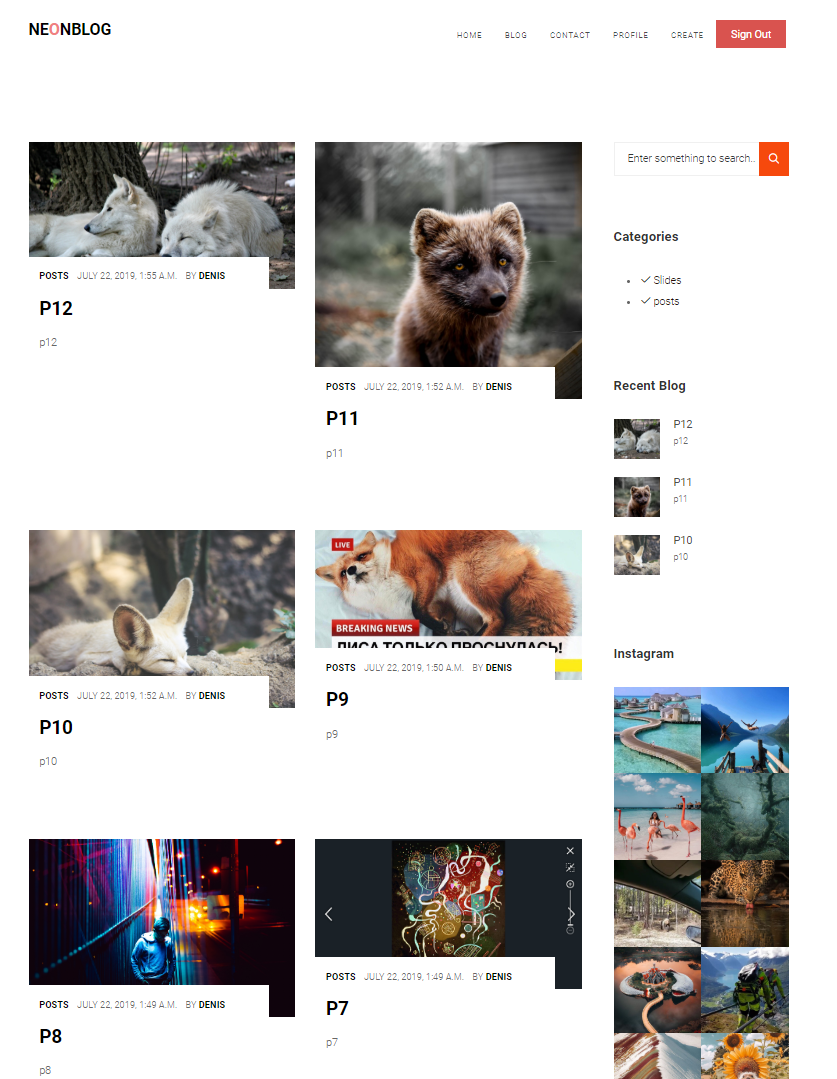 NEONBLOG
HOME BLOG CONTACT PROFILE CREATE Sign Out
Enter something to search..
POSTS JULY 22, 2019, 1:55 A.M. BY DENIS
P12
p12
POSTS JULY 22, 2019, 1:52 A.M. BY DENIS
P11
p11
LIVE
BREAKING NEWS
ЛИСА ТОЛЬКО ПРОСНУЛАСЬ!
POSTS JULY 22, 2019, 1:52 A.M. BY DENIS
P10
p10
POSTS JULY 22, 2019, 1:50 A.M. BY DENIS
P9
p9
POSTS JULY 22, 2019, 1:49 A.M. BY DENIS
P8
p8
POSTS JULY 22, 2019, 1:49 A.M. BY DENIS
P7
p7
Categories
Slides
posts
Recent Blog
P12
p12
P11
p11
P10
p10
Instagram